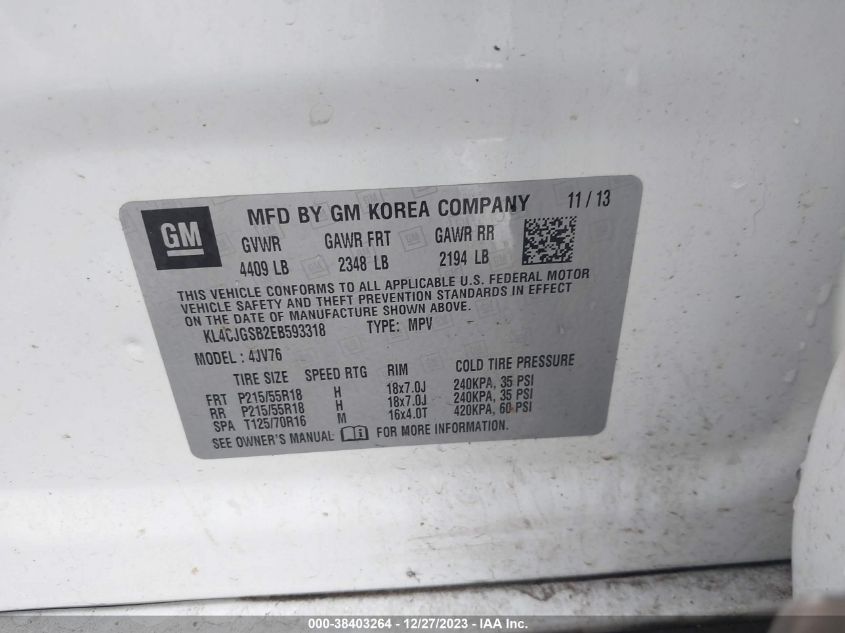 GM
MFD BY GM KOREA COMPANY 11 / 13
GVWR GAWR FRT GAWR RR
4409 LB 2348 LB 2194 LB
THIS VEHICLE CONFORMS TO ALL APPLICABLE U.S. FEDERAL MOTOR
VEHICLE SAFETY AND THEFT PREVENTION STANDARDS IN EFFECT
ON THE DATE OF MANUFACTURE SHOWN ABOVE.
KL4CJGSB2EB593318 TYPE: MPV
MODEL : 4JV76
TIRE SIZE SPEED RTG RIM COLD TIRE PRESSURE
FRT P215/55R18 H 18x7.0J 240KPA, 35 PSI
RR P215/55R18 H 18x7.0J 240KPA, 35 PSI
SPA T125/70R16 M 16x4.0T 420KPA, 60 PSI
SEE OWNER'S MANUAL FOR MORE INFORMATION.
000-38403264 - 12/27/2023 - IAA Inc.